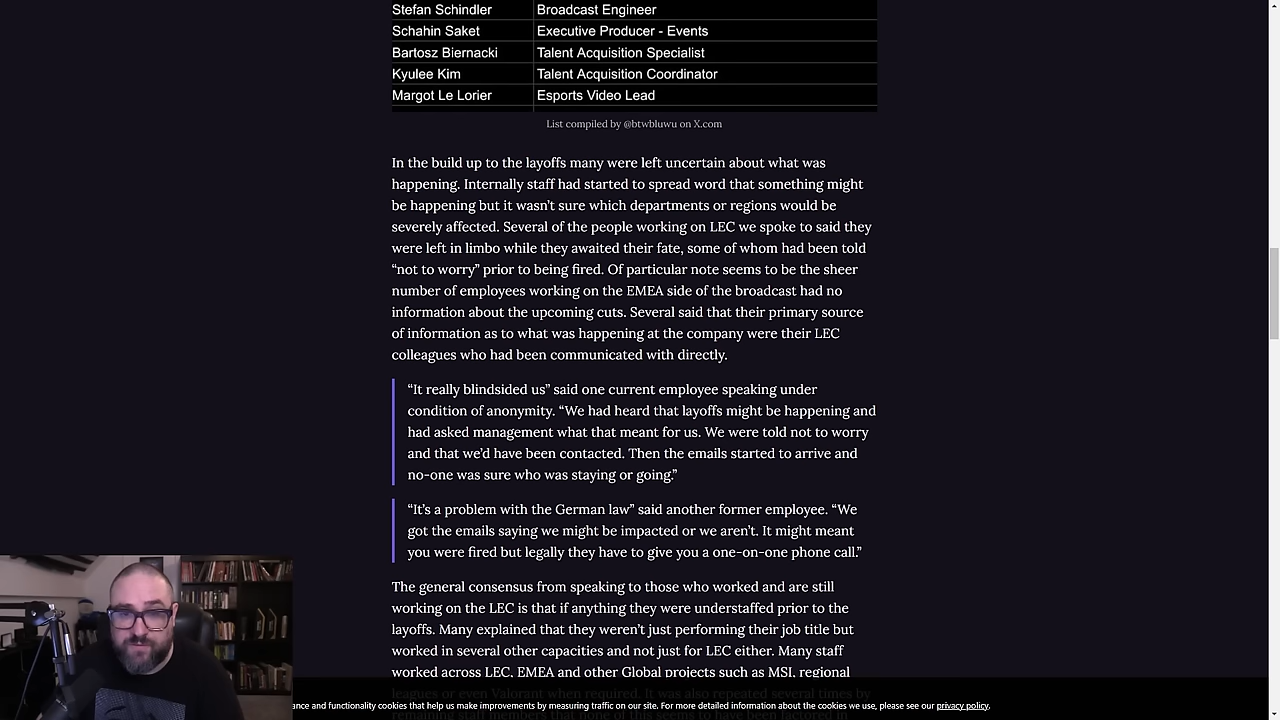 Stefan Schindler Broadcast Engineer
Schahin Saket Executive Producer - Events
Bartosz Biernacki Talent Acquisition Specialist
Kyulee Kim Talent Acquisition Coordinator
Margot Le Lorier Esports Video Lead
List compiled by @btwbluwu on X.com
In the build up to the layoffs many were left uncertain about what was
happening. Internally staff had started to spread word that something might
be happening but it wasn’t sure which departments or regions would be
severely affected. Several of the people working on LEC we spoke to said they
were left in limbo while they awaited their fate, some of whom had been told
“not to worry” prior to being fired. Of particular note seems to be the sheer
number of employees working on the EMEA side of the broadcast had no
information about the upcoming cuts. Several said that their primary source
of information as to what was happening at the company were their LEC
colleagues who had been communicated with directly.
“It really blindsided us” said one current employee speaking under
condition of anonymity. “We had heard that layoffs might be happening and
had asked management what that meant for us. We were told not to worry
and that we’d have been contacted. Then the emails started to arrive and
no-one was sure who was staying or going.”
“It’s a problem with the German law” said another former employee. “We
got the emails saying we might be impacted or we aren’t. It might meant
you were fired but legally they have to give you a one-on-one phone call.”
The general consensus from speaking to those who worked and are still
working on the LEC is that if anything they were understaffed prior to the
layoffs. Many explained that they weren’t just performing their job title but
worked in several other capacities and not just for LEC either. Many staff
worked across LEC, EMEA and other Global projects such as MSI, regional
leagues or even Valorant when required. It was also repeated several times by
ance and functionality cookies that help us make improvements by measuring traffic on our site. For more detailed information about the cookies we use, please see our privacy policy.